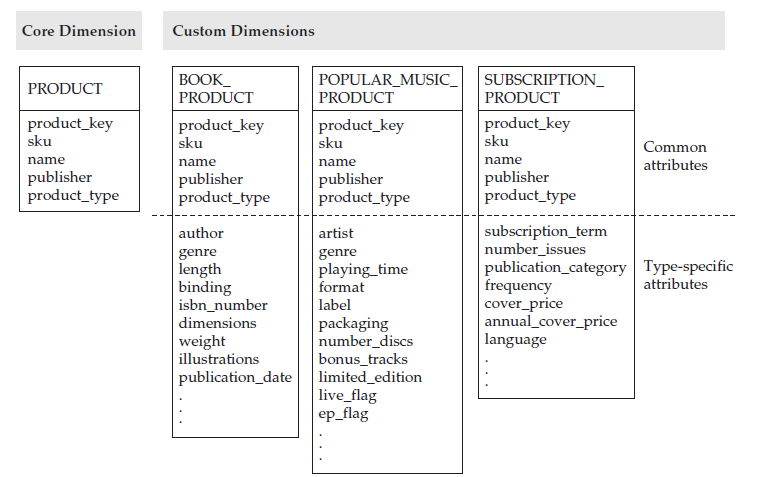 Core Dimension
Custom Dimensions
PRODUCT
product_key
sku
name
publisher
product_type
BOOK_
PRODUCT
product_key
sku
name
publisher
product_type
author
genre
length
binding
isbn_number
dimensions
weight
illustrations
publication_date
.
.
.
POPULAR_MUSIC_
PRODUCT
product_key
sku
name
publisher
product_type
artist
genre
playing_time
format
label
packaging
number_discs
bonus_tracks
limited_edition
live_flag
ep_flag
.
.
.
SUBSCRIPTION_
PRODUCT
product_key
sku
name
publisher
product_type
subscription_term
number_issues
publication_category
frequency
cover_price
annual_cover_price
language
.
.
.
Common
attributes
Type-specific
attributes